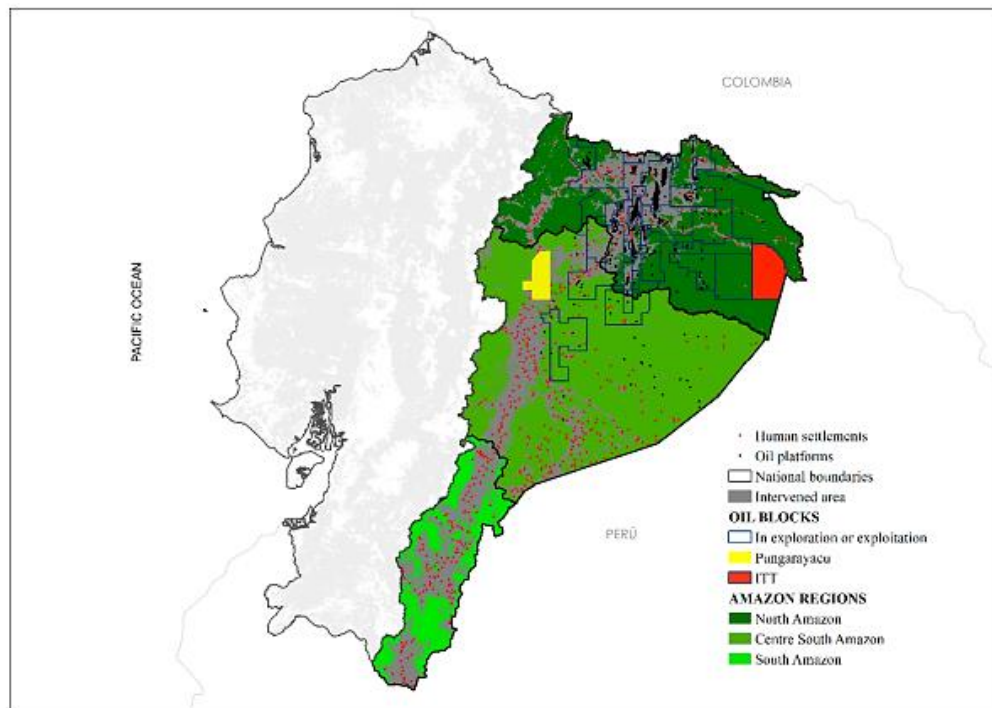 COLOMBIA
PACIFIC OCEAN
PERÚ
Human settlements
Oil platforms
National boundaries
Intervened area
OIL BLOCKS
In exploration or exploitation
Pungarayacu
ITT
AMAZON REGIONS
North Amazon
Centre South Amazon
South Amazon